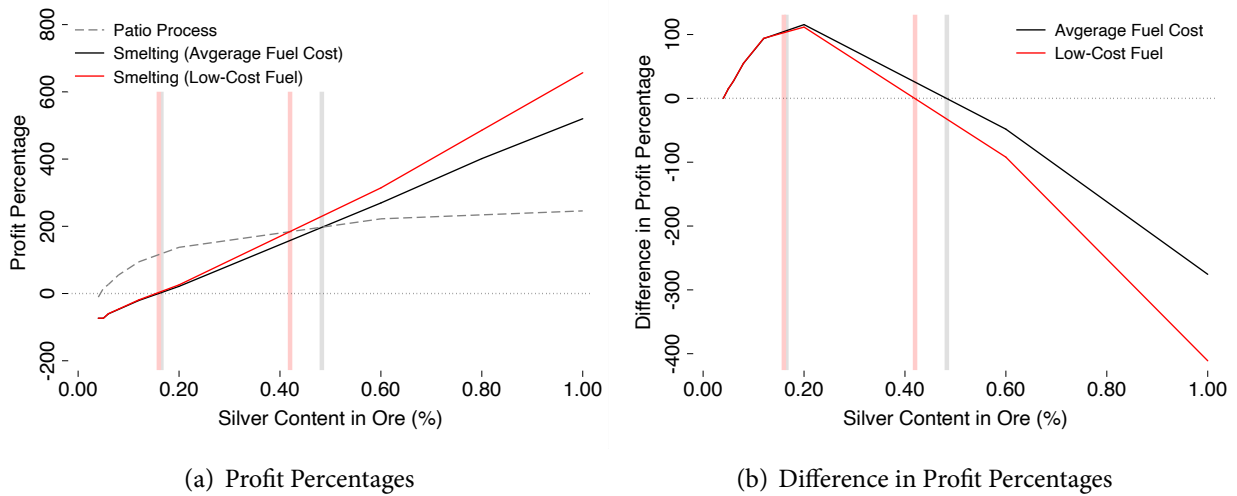 Profit Percentage
800
600
400
200
0
-200
Patio Process
Smelting (Avgerage Fuel Cost)
Smelting (Low-Cost Fuel)
0.00 0.20 0.40 0.60 0.80 1.00
Silver Content in Ore (%)
(a) Profit Percentages
Difference in Profit Percentage
100
0
-100
-200
-300
-400
Avgerage Fuel Cost
Low-Cost Fuel
0.00 0.20 0.40 0.60 0.80 1.00
Silver Content in Ore (%)
(b) Difference in Profit Percentages